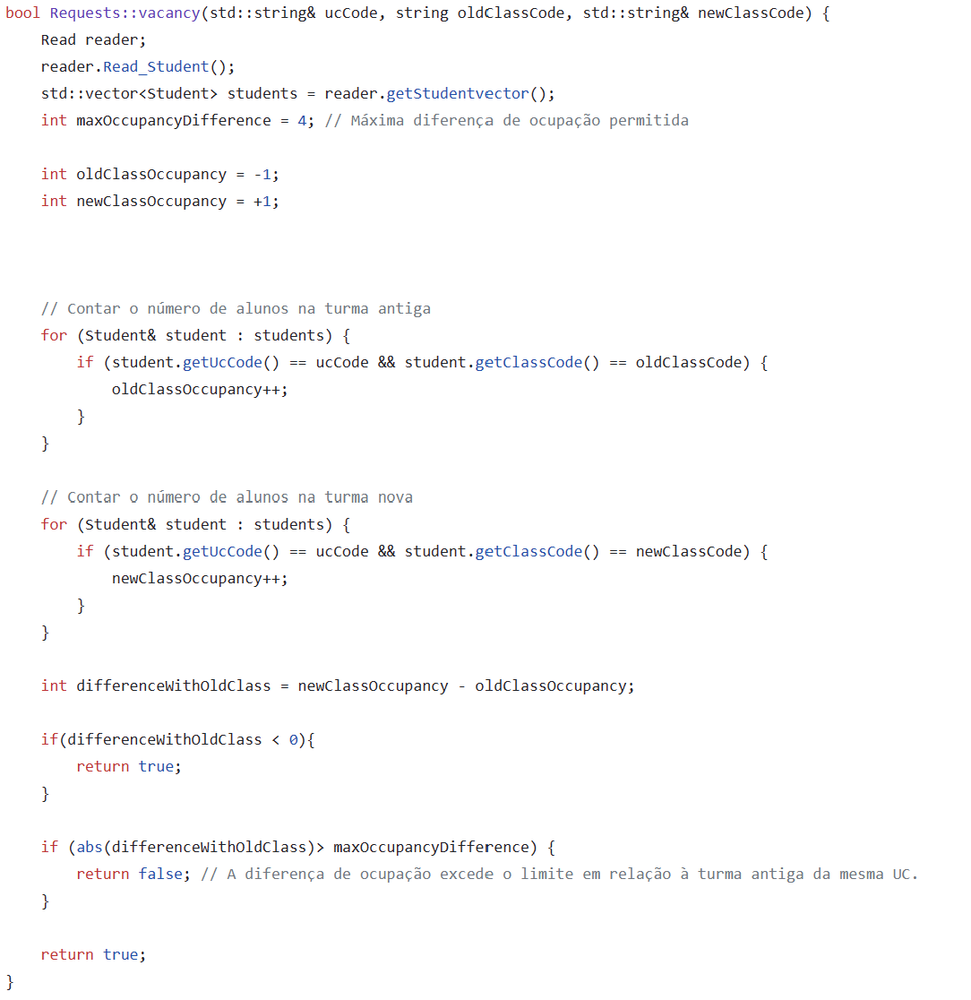 bool Requests::vacancy(std::string& ucCode, string oldClassCode, std::string& newClassCode) {
    Read reader;
    reader.Read_Student();
    std::vector<Student> students = reader.getStudentvector();
    int maxOccupancyDifference = 4; // Máxima diferença de ocupação permitida

    int oldClassOccupancy = -1;
    int newClassOccupancy = +1;



    // Contar o número de alunos na turma antiga
    for (Student& student : students) {
        if (student.getUcCode() == ucCode && student.getClassCode() == oldClassCode) {
            oldClassOccupancy++;
        }
    }

    // Contar o número de alunos na turma nova
    for (Student& student : students) {
        if (student.getUcCode() == ucCode && student.getClassCode() == newClassCode) {
            newClassOccupancy++;
        }
    }

    int differenceWithOldClass = newClassOccupancy - oldClassOccupancy;

    if(differenceWithOldClass < 0){
        return true;
    }

    if (abs(differenceWithOldClass)> maxOccupancyDifference) {
        return false; // A diferença de ocupação excede o limite em relação à turma antiga da mesma UC.
    }

    return true;
}